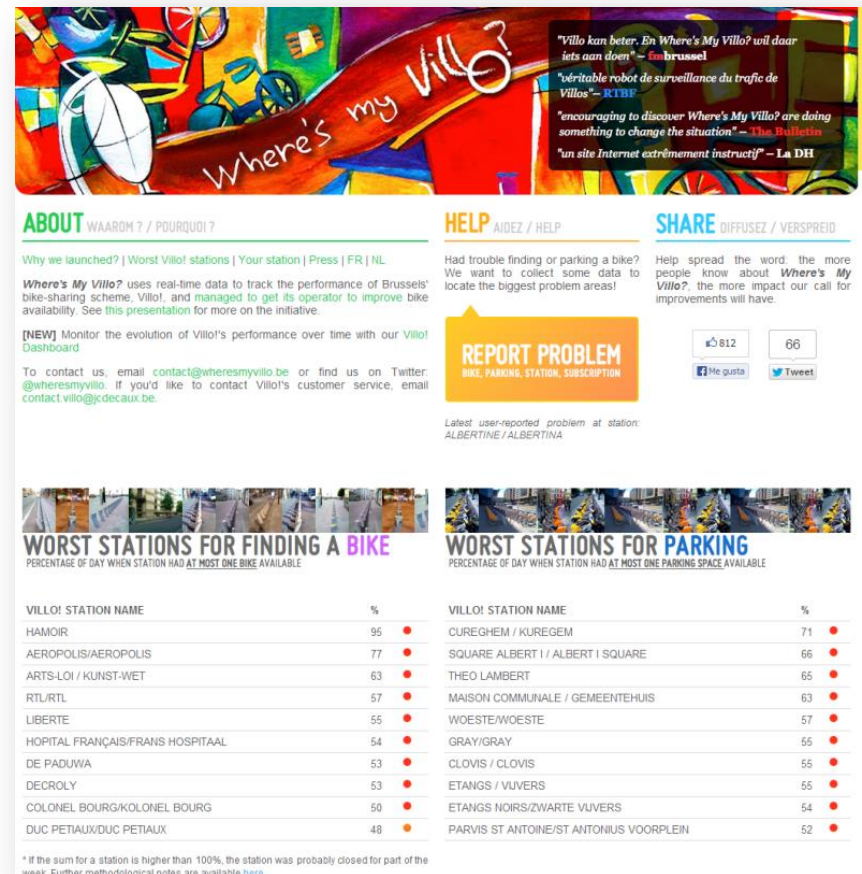 Where's my Villo?
"Villo kan beter. En Where's My Villo? wil daar
iets aan doen" – fmbrussel
"véritable robot de surveillance du trafic de
Villos" – RTBF
"encouraging to discover Where's My Villo? are doing
something to change the situation" – The Bulletin
"un site Internet extrêmement instructif" – La DH
ABOUT WAAROM ? / POURQUOI ?
Why we launched? | Worst Villo! stations | Your station | Press | FR | NL
Where's My Villo? uses real-time data to track the performance of Brussels'
bike-sharing scheme, Villo!, and managed to get its operator to improve bike
availability. See this presentation for more on the initiative.
[NEW] Monitor the evolution of Villo!'s performance over time with our Villo!
Dashboard
To contact us, email contact@wheresmyvillo.be or find us on Twitter:
@wheresmyvillo. If you'd like to contact Villo!'s customer service, email
contact.villo@jcdecaux.be.
HELP AIDEZ / HELP
Had trouble finding or parking a bike?
We want to collect some data to
locate the biggest problem areas!
REPORT PROBLEM
BIKE, PARKING, STATION, SUBSCRIPTION
Latest user-reported problem at station:
ALBERTINE / ALBERTINA
SHARE DIFFUSEZ / VERSPREID
Help spread the word: the more
people know about Where's My
Villo?, the more impact our call for
improvements will have.
812 66
Me gusta Tweet
WORST STATIONS FOR FINDING A BIKE
PERCENTAGE OF DAY WHEN STATION HAD AT MOST ONE BIKE AVAILABLE
VILLO! STATION NAME %
HAMOIR 95
AEROPOLIS/AEROPOLIS 77
ARTS-LOI / KUNST-WET 63
RTL/RTL 57
LIBERTE 55
HOPITAL FRANÇAIS/FRANS HOSPITAAL 54
DE PADUWA 53
DECROLY 53
COLONEL BOURG/KOLONEL BOURG 50
DUC PETIAUX/DUC PETIAUX 48
* If the sum for a station is higher than 100%, the station was probably closed for part of the
week. Further methodological notes are available here
WORST STATIONS FOR PARKING
PERCENTAGE OF DAY WHEN STATION HAD AT MOST ONE PARKING SPACE AVAILABLE
VILLO! STATION NAME %
CUREGHEM / KUREGEM 71
SQUARE ALBERT I / ALBERT I SQUARE 66
THEO LAMBERT 65
MAISON COMMUNALE / GEMEENTEHUIS 63
WOESTE/WOESTE 57
GRAY/GRAY 55
CLOVIS / CLOVIS 55
ETANGS / VIJVERS 55
ETANGS NOIRS/ZWARTE VIJVERS 54
PARVIS ST ANTOINE/ST ANTONIUS VOORPLEIN 52